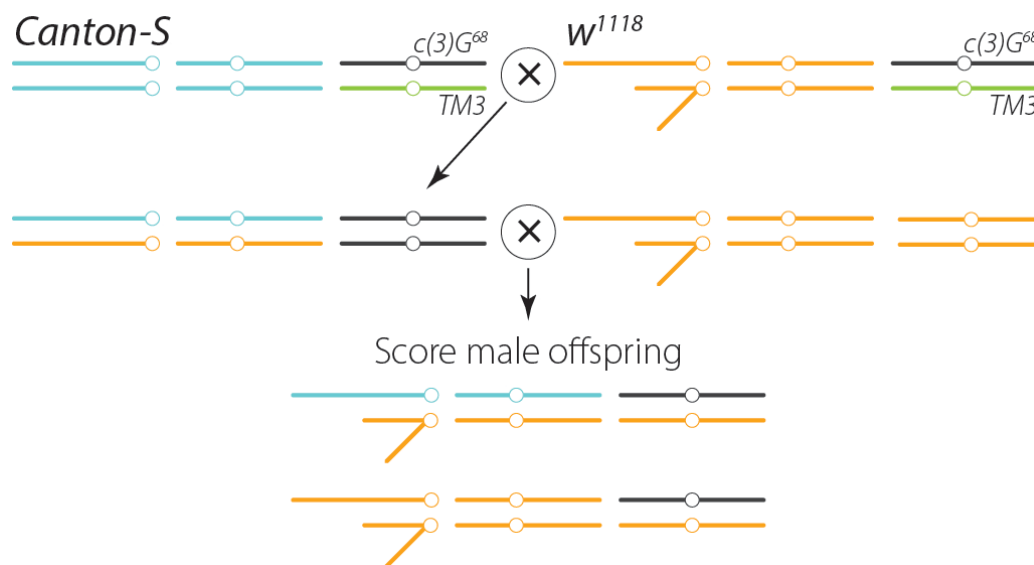 Canton-S
c(3)G⁶⁸
TM3
w¹¹¹⁸
c(3)G⁶⁸
TM3
Score male offspring